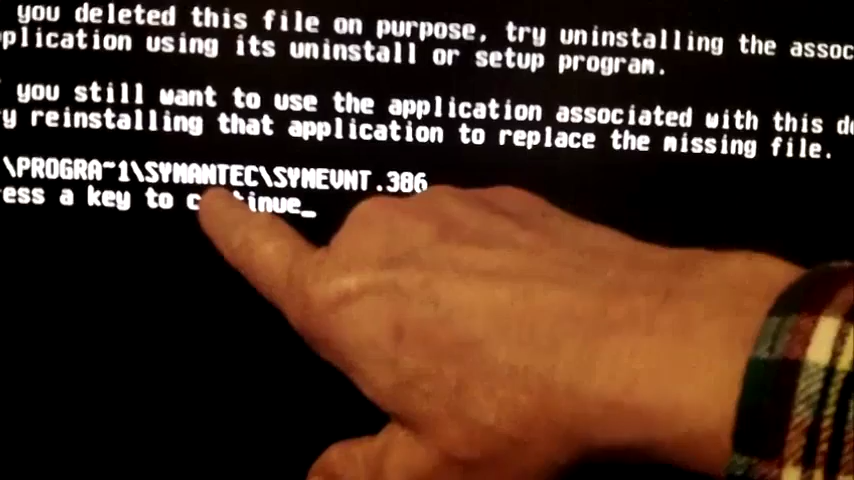 you deleted this file on purpose, try uninstalling the
plication using its uninstall or setup program.
you still want to use the application associated with this
reinstalling that application to replace the missing file.
\PROGRA~1\SYMANTEC\SYMEVNT.386
ess a key to continue_